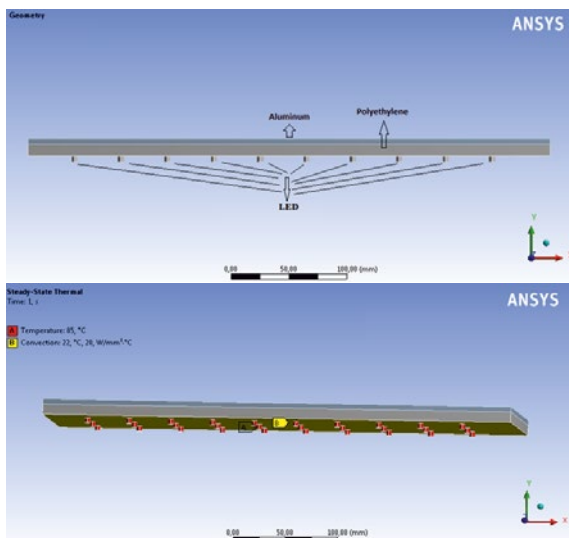 Geometry
ANSYS
Aluminum
Polyethylene
LED
0,00 50,00 100,00 (mm)
Y
Steady-State Thermal
Time: 1, s
ANSYS
A Temperature: 85, °C
B Convection: 22, °C, 20, W/mm²·°C
A
B
0,00 50,00 100,00 (mm)
Y
X